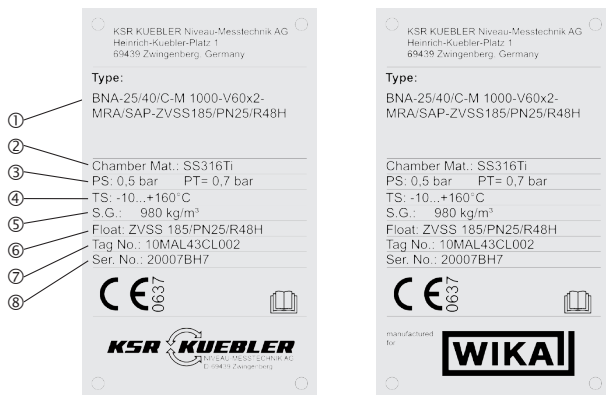 KSR KUEBLER Niveau-Messtechnik AG
Heinrich-Kuebler-Platz 1
69439 Zwingenberg, Germany
Type:
① BNA-25/40/C-M 1000-V60x2-
MRA/SAP-ZVSS185/PN25/R48H
② Chamber Mat.: SS316Ti
③ PS: 0,5 bar PT= 0,7 bar
④ TS: -10...+160°C
⑤ S.G.: 980 kg/m³
⑥ Float: ZVSS 185/PN25/R48H
⑦ Tag No.: 10MAL43CL002
⑧ Ser. No.: 20007BH7
CE 0637
KSR KUEBLER
NIVEAU-MESSTECHNIK AG
D 69439 Zwingenberg
KSR KUEBLER Niveau-Messtechnik AG
Heinrich-Kuebler-Platz 1
69439 Zwingenberg, Germany
Type:
BNA-25/40/C-M 1000-V60x2-
MRA/SAP-ZVSS185/PN25/R48H
Chamber Mat.: SS316Ti
PS: 0,5 bar PT= 0,7 bar
TS: -10...+160°C
S.G.: 980 kg/m³
Float: ZVSS 185/PN25/R48H
Tag No.: 10MAL43CL002
Ser. No.: 20007BH7
CE 0637
manufactured
for
WIKA